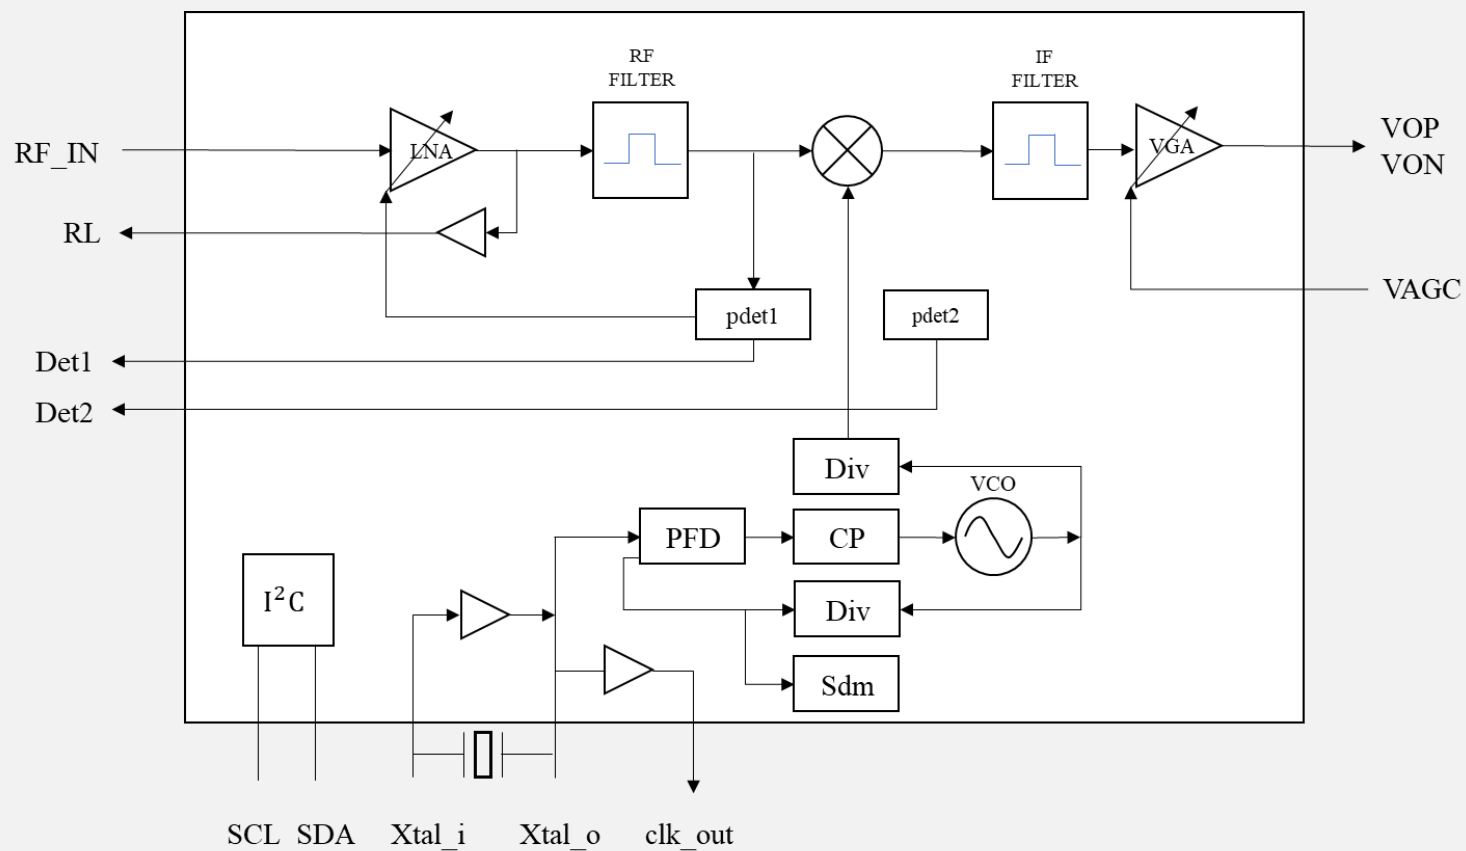 RF
FILTER
IF
FILTER
RF_IN
LNA
VGA
VOP
VON
RL
VAGC
pdet1
pdet2
Det1
Det2
Div
VCO
PFD
CP
I²C
Div
Sdm
SCL SDA Xtal_i Xtal_o clk_out